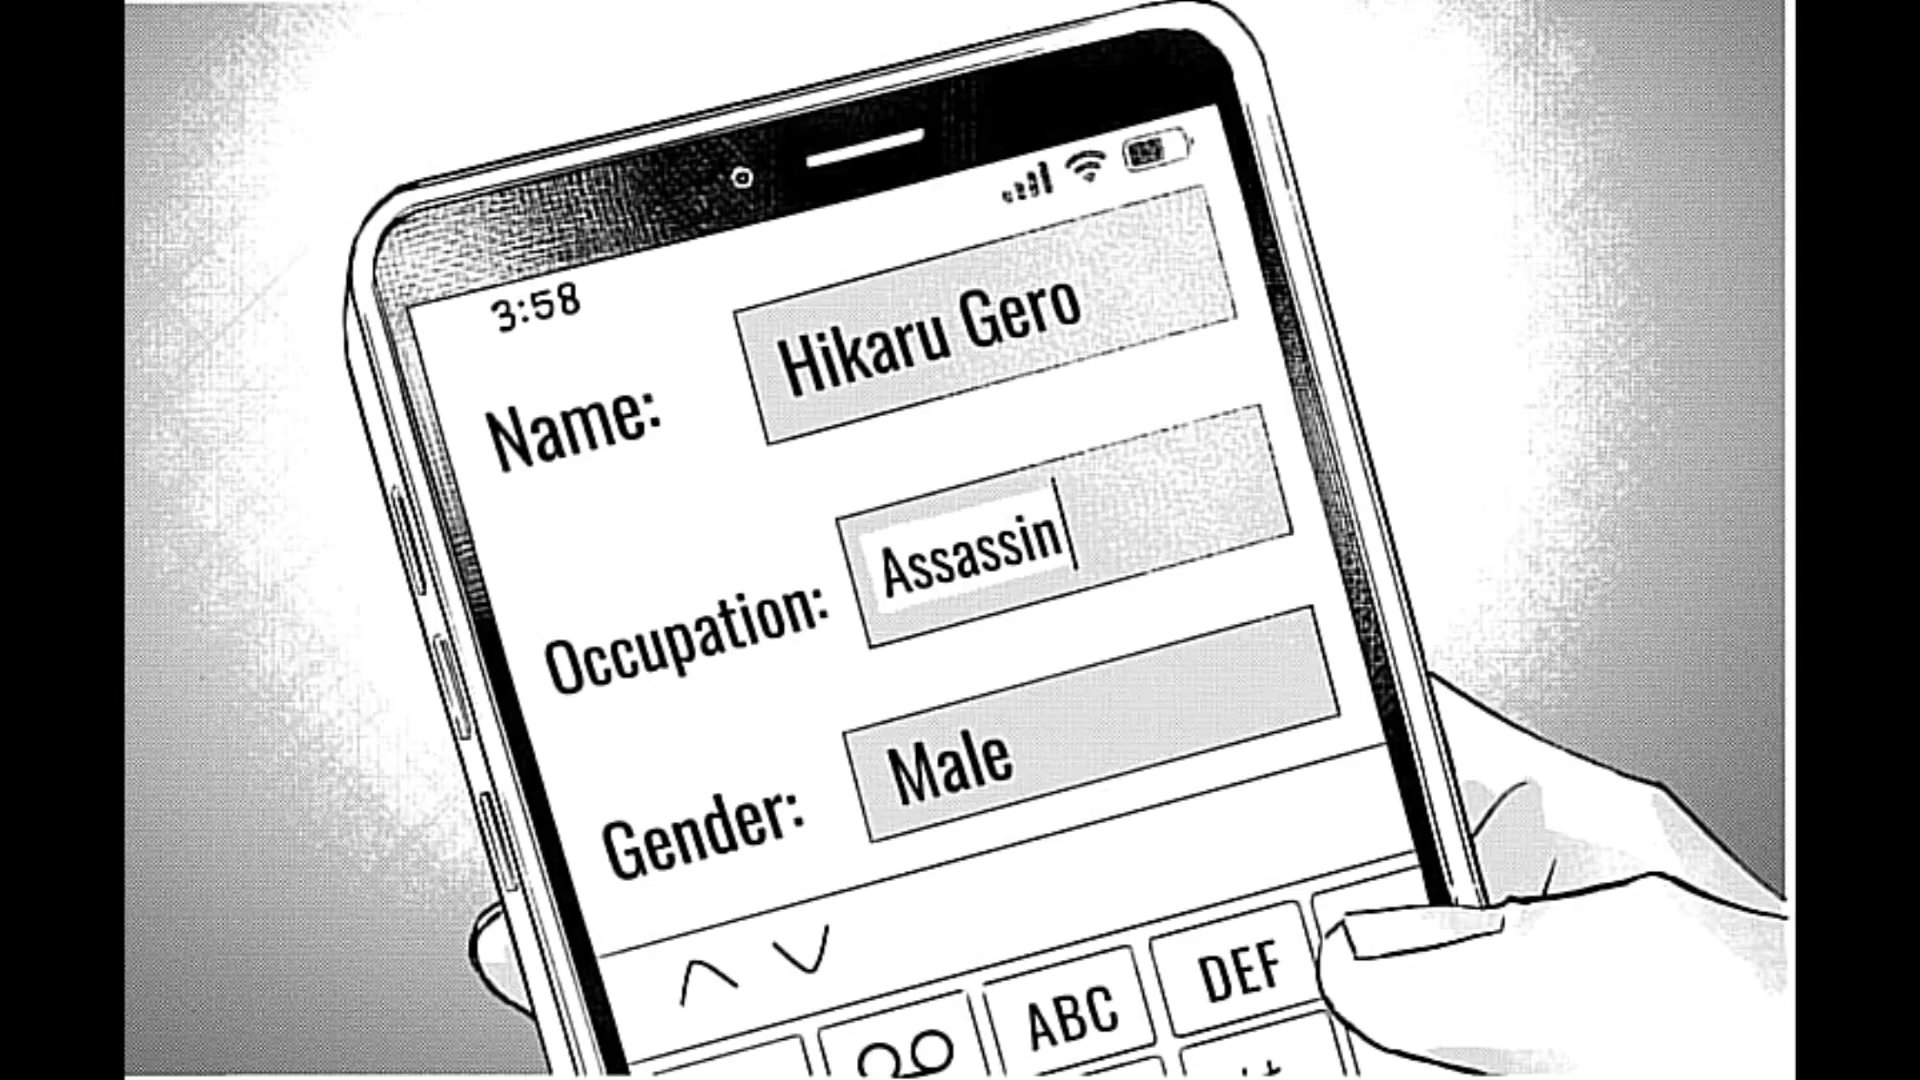 3:58
Name: Hikaru Gero
Occupation: Assassin
Gender: Male
ABC DEF